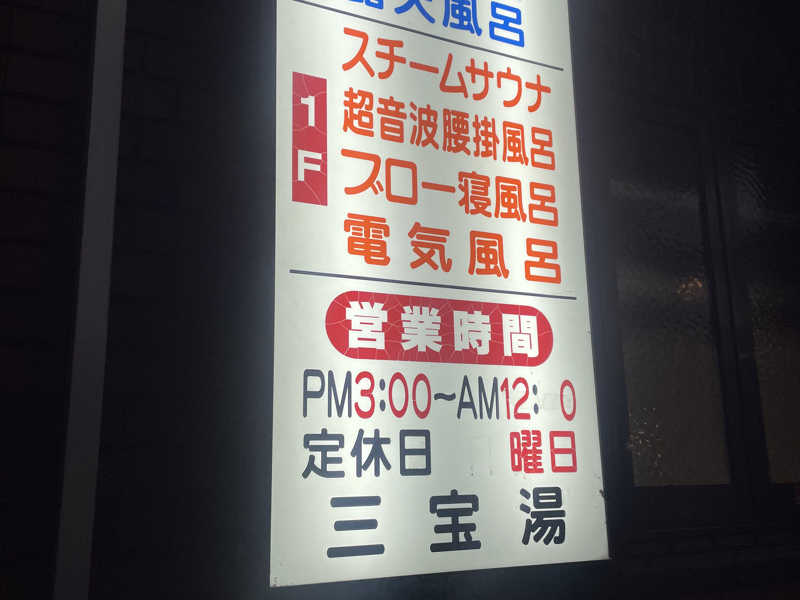 天風呂
1F
スチームサウナ
超音波腰掛風呂
ブロー寝風呂
電気風呂
営業時間
PM3:00～AM12: 0
定休日 曜日
三宝湯